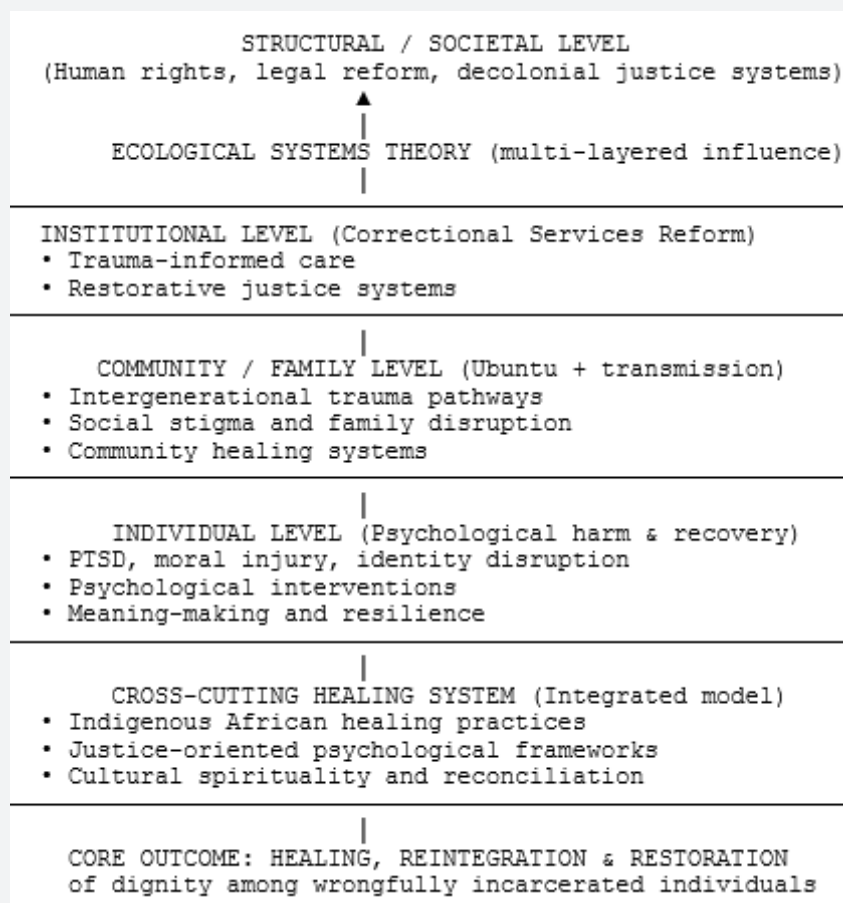 STRUCTURAL / SOCIETAL LEVEL
(Human rights, legal reform, decolonial justice systems)
ECOLOGICAL SYSTEMS THEORY (multi-layered influence)
INSTITUTIONAL LEVEL (Correctional Services Reform)
• Trauma-informed care
• Restorative justice systems
COMMUNITY / FAMILY LEVEL (Ubuntu + transmission)
• Intergenerational trauma pathways
• Social stigma and family disruption
• Community healing systems
INDIVIDUAL LEVEL (Psychological harm & recovery)
• PTSD, moral injury, identity disruption
• Psychological interventions
• Meaning-making and resilience
CROSS-CUTTING HEALING SYSTEM (Integrated model)
• Indigenous African healing practices
• Justice-oriented psychological frameworks
• Cultural spirituality and reconciliation
CORE OUTCOME: HEALING, REINTEGRATION & RESTORATION
of dignity among wrongfully incarcerated individuals